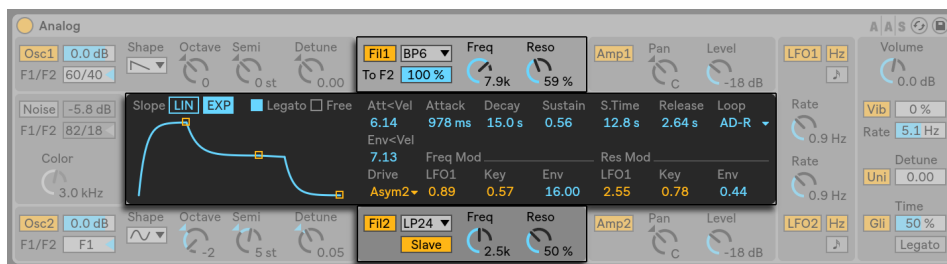 Analog AAS
Osc1 0.0 dB Shape Octave Semi Detune Fil1 BP6 Freq Reso Amp1 Pan Level LFO1 Hz Volume
F1/F2 60/40 0 0 st 0.00 To F2 100 % 7.9k 59 % C -18 dB 0.0 dB
Noise -5.8 dB Slope LIN EXP Legato Free Att<Vel Attack Decay Sustain S.Time Release Loop Rate Vib 0 %
F1/F2 82/18 6.14 978 ms 15.0 s 0.56 12.8 s 2.64 s AD-R 0.9 Hz Rate 5.1 Hz
Env<Vel
Color 7.13 Freq Mod Res Mod Rate Detune
3.0 kHz Drive LFO1 Key Env LFO1 Key Env 0.9 Hz Uni 0.00
Asym2 0.89 0.57 16.00 2.55 0.78 0.44
Osc2 0.0 dB Shape Octave Semi Detune Fil2 LP24 Freq Reso Amp2 Pan Level LFO2 Hz Time
Gli 50 %
F1/F2 F1 -2 5 st 0.05 Slave 2.5k 50 % C -18 dB Legato